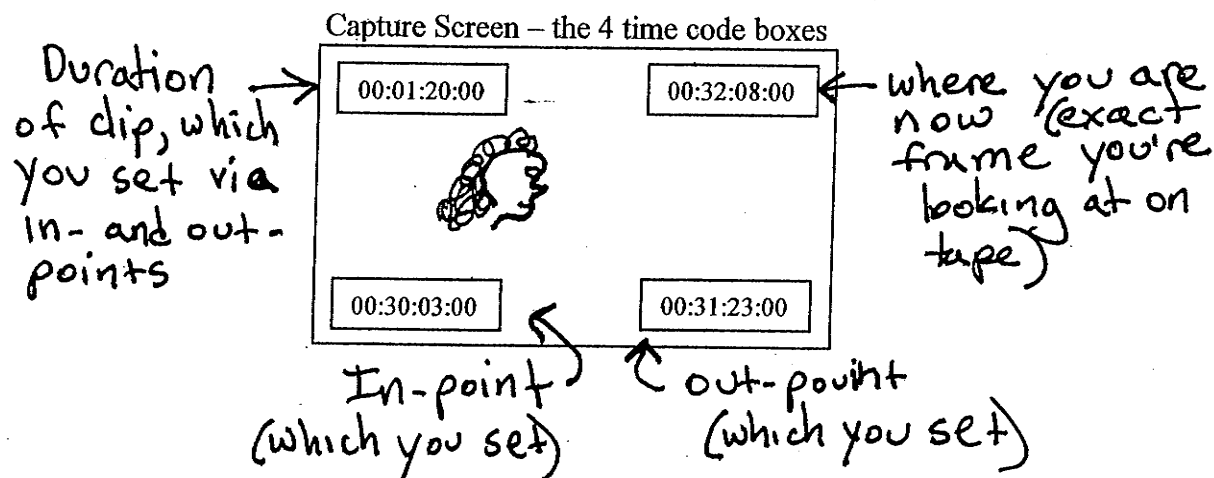 Capture Screen – the 4 time code boxes
Duration
of clip, which
you set via
in- and out-
points
00:01:20:00
00:32:08:00
where you are
now (exact
frame you're
looking at on
tape)
00:30:03:00
00:31:23:00
In-point
(which you set)
out-pouint
(which you set)